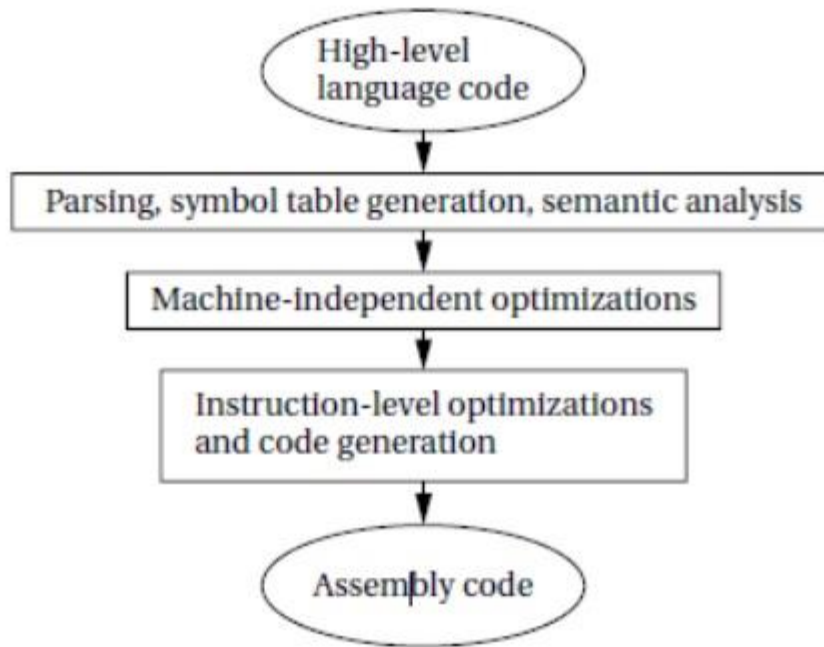 High-level
language code
Parsing, symbol table generation, semantic analysis
Machine-independent optimizations
Instruction-level optimizations
and code generation
Assembly code